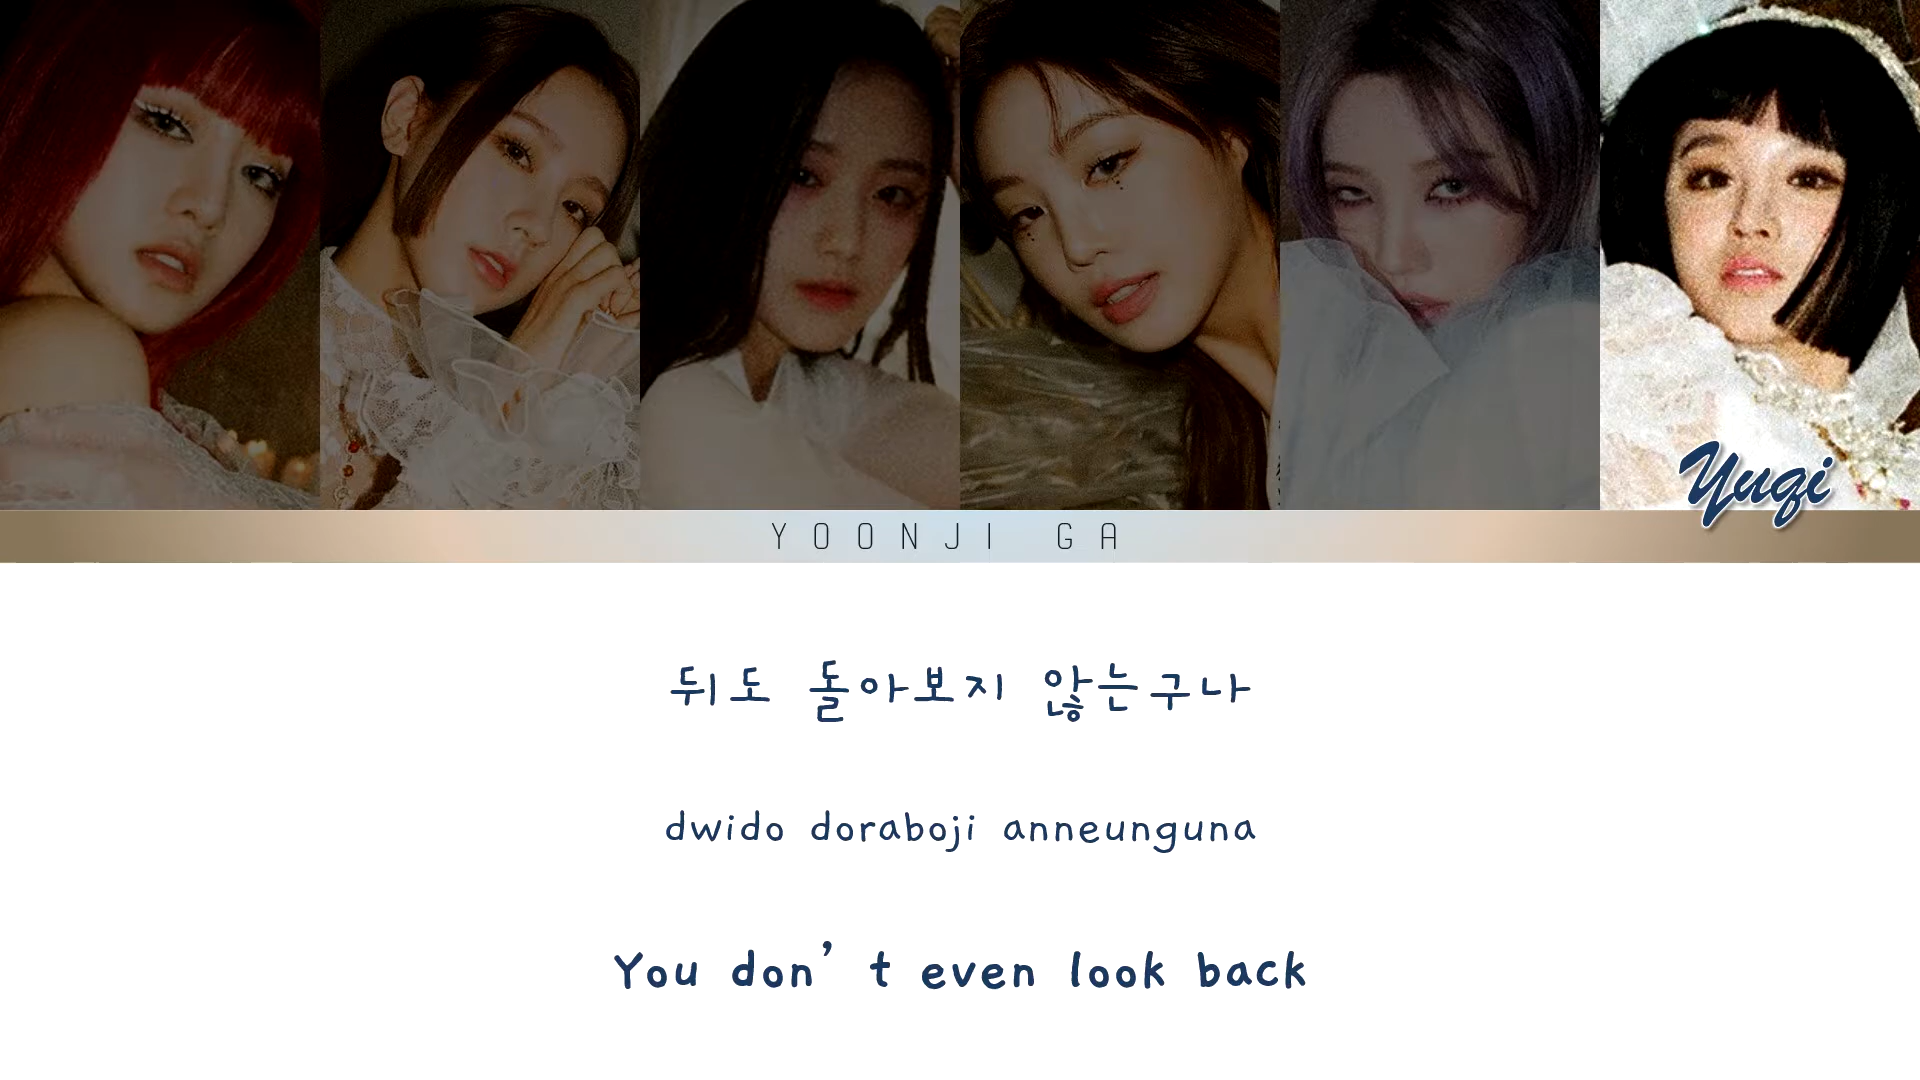 Yuqi
YOONJI GA
뒤도 돌아보지 않는구나
dwido doraboji anneunguna
You don’t even look back